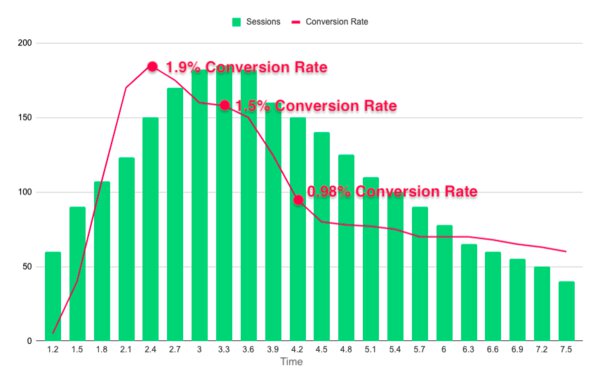 Sessions Conversion Rate
200
1.9% Conversion Rate
150
1.5% Conversion Rate
100
0.98% Conversion Rate
50
0
1.2 1.5 1.8 2.1 2.4 2.7 3 3.3 3.6 3.9 4.2 4.5 4.8 5.1 5.4 5.7 6 6.3 6.6 6.9 7.2 7.5
Time